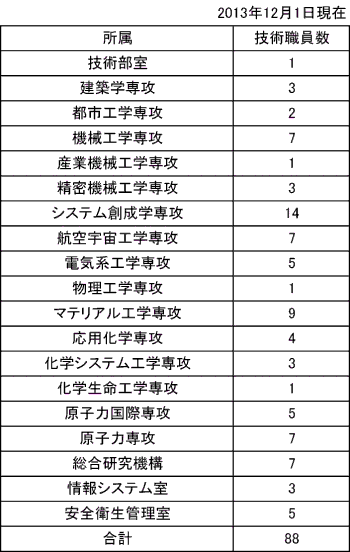 2013年12月1日現在
所属 技術職員数
技術部室 1
建築学専攻 3
都市工学専攻 2
機械工学専攻 7
産業機械工学専攻 1
精密機械工学専攻 3
システム創成学専攻 14
航空宇宙工学専攻 7
電気系工学専攻 5
物理工学専攻 1
マテリアル工学専攻 9
応用化学専攻 4
化学システム工学専攻 3
化学生命工学専攻 1
原子力国際専攻 5
原子力専攻 7
総合研究機構 7
情報システム室 3
安全衛生管理室 5
合計 88